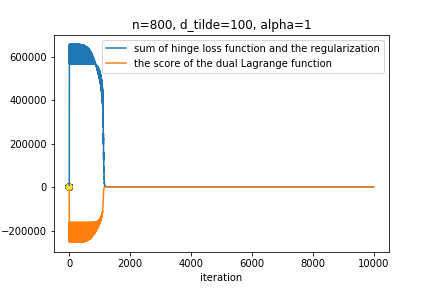 n=800, d_tilde=100, alpha=1
sum of hinge loss function and the regularization
the score of the dual Lagrange function
600000
400000
200000
0
−200000
0 2000 4000 6000 8000 10000
iteration